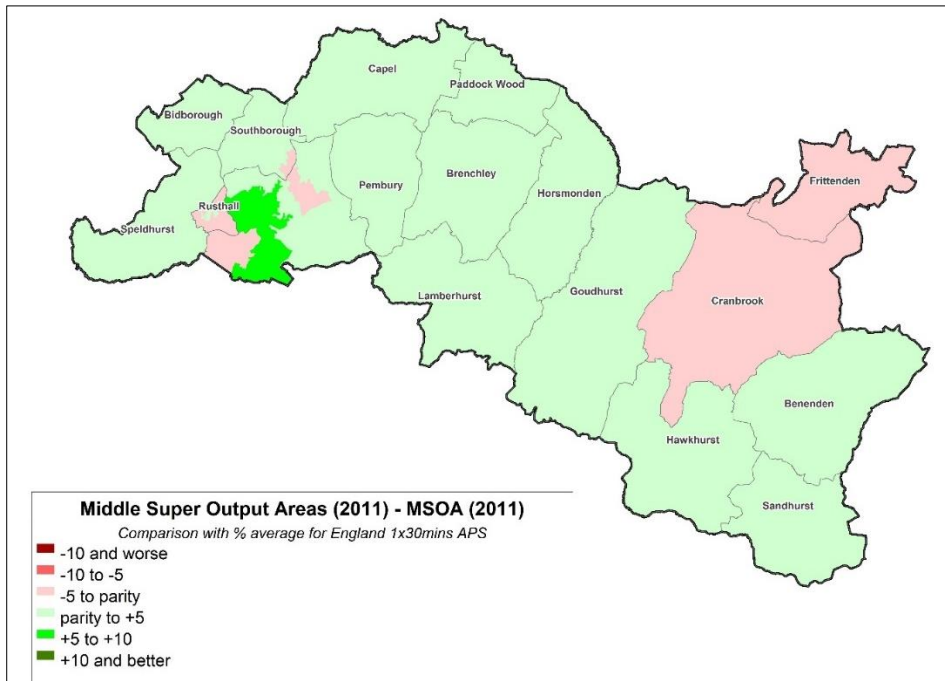 Capel
Paddock Wood
Bidborough
Southborough
Frittenden
Pembury
Brenchley
Horsmonden
Rusthall
Speldhurst
Lamberhurst
Goudhurst
Cranbrook
Benenden
Hawkhurst
Sandhurst
Middle Super Output Areas (2011) - MSOA (2011)
Comparison with % average for England 1x30mins APS
-10 and worse
-10 to -5
-5 to parity
parity to +5
+5 to +10
+10 and better